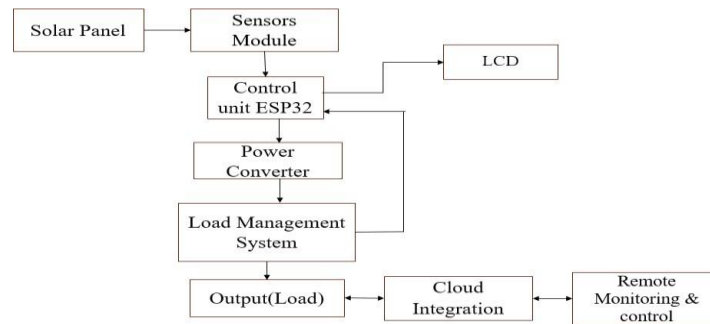 Solar Panel
Sensors
Module
LCD
Control
unit ESP32
Power
Converter
Load Management
System
Output(Load)
Cloud
Integration
Remote
Monitoring &
control